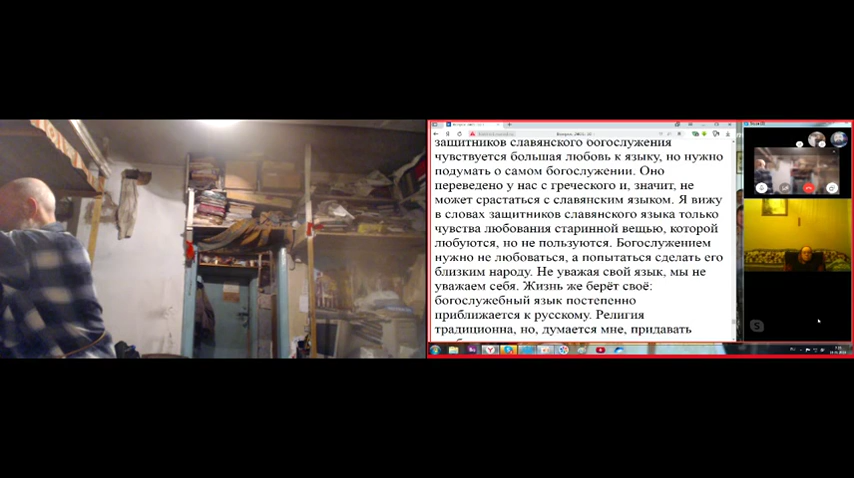 защитников славянского богослужения
чувствуется большая любовь к языку, но нужно
подумать о самом богослужении. Оно
переведено у нас с греческого и, значит, не
может срастаться с славянским языком. Я вижу
в словах защитников славянского языка только
чувства любования старинной вещью, которой
любуются, но не пользуются. Богослужением
нужно не любоваться, а попытаться сделать его
близким народу. Не уважая свой язык, мы не
уважаем себя. Жизнь же берёт своё:
богослужебный язык постепенно
приближается к русскому. Религия
традиционна, но, думается мне, придавать